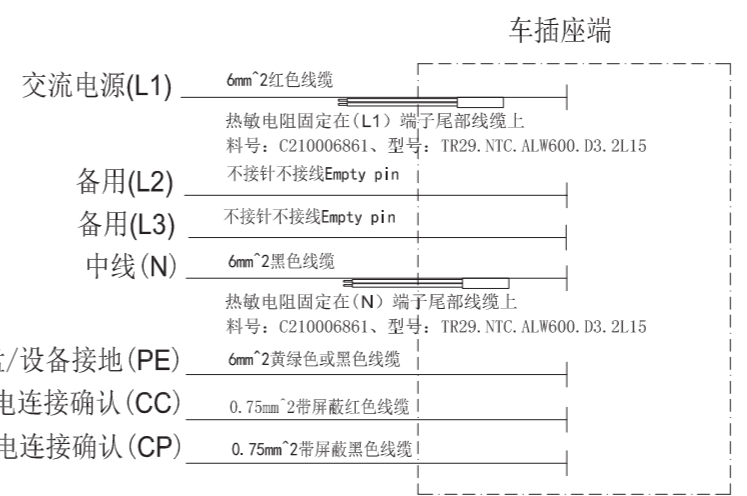 车插座端
交流电源(L1) 6mm^2红色线缆
热敏电阻固定在(L1)端子尾部线缆上
料号: C210006861、型号: TR29.NTC.ALW600.D3.2L15
备用(L2) 不接针不接线Empty pin
备用(L3) 不接针不接线Empty pin
中线(N) 6mm^2黑色线缆
热敏电阻固定在(N)端子尾部线缆上
料号: C210006861、型号: TR29.NTC.ALW600.D3.2L15
/设备接地(PE) 6mm^2黄绿色或黑色线缆
电连接确认(CC) 0.75mm^2带屏蔽红色线缆
电连接确认(CP) 0.75mm^2带屏蔽黑色线缆